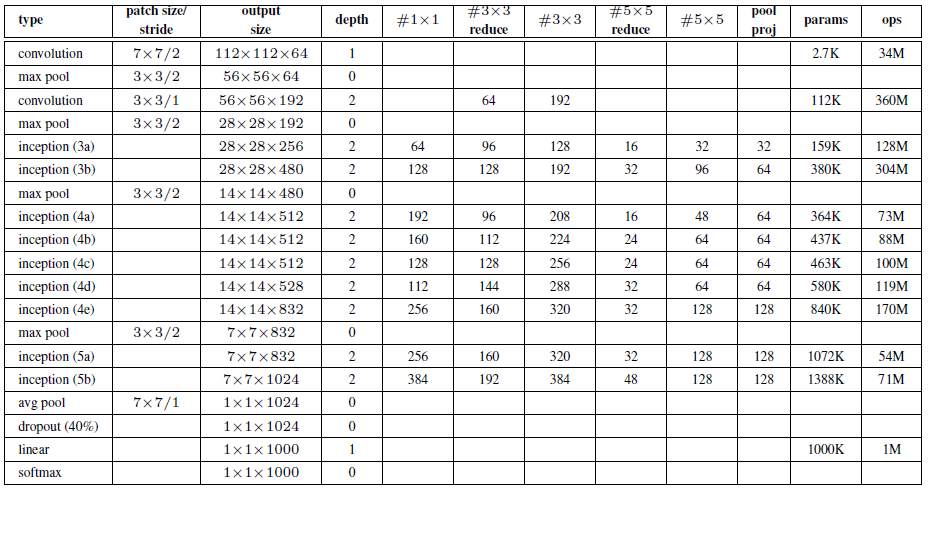 type patch size/ stride output size depth #1×1 #3×3 reduce #3×3 #5×5 reduce #5×5 pool proj params ops
convolution 7×7/2 112×112×64 1 2.7K 34M
max pool 3×3/2 56×56×64 0
convolution 3×3/1 56×56×192 2 64 192 112K 360M
max pool 3×3/2 28×28×192 0
inception (3a) 28×28×256 2 64 96 128 16 32 32 159K 128M
inception (3b) 28×28×480 2 128 128 192 32 96 64 380K 304M
max pool 3×3/2 14×14×480 0
inception (4a) 14×14×512 2 192 96 208 16 48 64 364K 73M
inception (4b) 14×14×512 2 160 112 224 24 64 64 437K 88M
inception (4c) 14×14×512 2 128 128 256 24 64 64 463K 100M
inception (4d) 14×14×528 2 112 144 288 32 64 64 580K 119M
inception (4e) 14×14×832 2 256 160 320 32 128 128 840K 170M
max pool 3×3/2 7×7×832 0
inception (5a) 7×7×832 2 256 160 320 32 128 128 1072K 54M
inception (5b) 7×7×1024 2 384 192 384 48 128 128 1388K 71M
avg pool 7×7/1 1×1×1024 0
dropout (40%) 1×1×1024 0
linear 1×1×1000 1 1000K 1M
softmax 1×1×1000 0